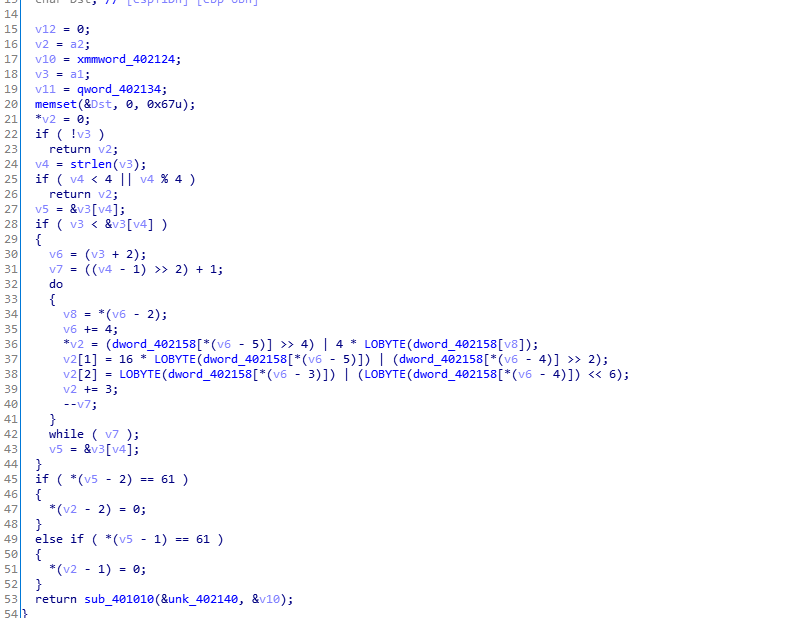 14
15 v12 = 0;
16 v2 = a2;
17 v10 = xmmword_402124;
18 v3 = a1;
19 v11 = qword_402134;
20 memset(&Dst, 0, 0x67u);
21 *v2 = 0;
22 if ( !v3 )
23 return v2;
24 v4 = strlen(v3);
25 if ( v4 < 4 || v4 % 4 )
26 return v2;
27 v5 = &v3[v4];
28 if ( v3 < &v3[v4] )
29 {
30 v6 = (v3 + 2);
31 v7 = ((v4 - 1) >> 2) + 1;
32 do
33 {
34 v8 = *(v6 - 2);
35 v6 += 4;
36 *v2 = (dword_402158[*(v6 - 5)] >> 4) | 4 * LOBYTE(dword_402158[v8]);
37 v2[1] = 16 * LOBYTE(dword_402158[*(v6 - 5)]) | (dword_402158[*(v6 - 4)] >> 2);
38 v2[2] = LOBYTE(dword_402158[*(v6 - 3)]) | (LOBYTE(dword_402158[*(v6 - 4)]) << 6);
39 v2 += 3;
40 --v7;
41 }
42 while ( v7 );
43 v5 = &v3[v4];
44 }
45 if ( *(v5 - 2) == 61 )
46 {
47 *(v2 - 2) = 0;
48 }
49 else if ( *(v5 - 1) == 61 )
50 {
51 *(v2 - 1) = 0;
52 }
53 return sub_401010(&unk_402140, &v10);
54 }